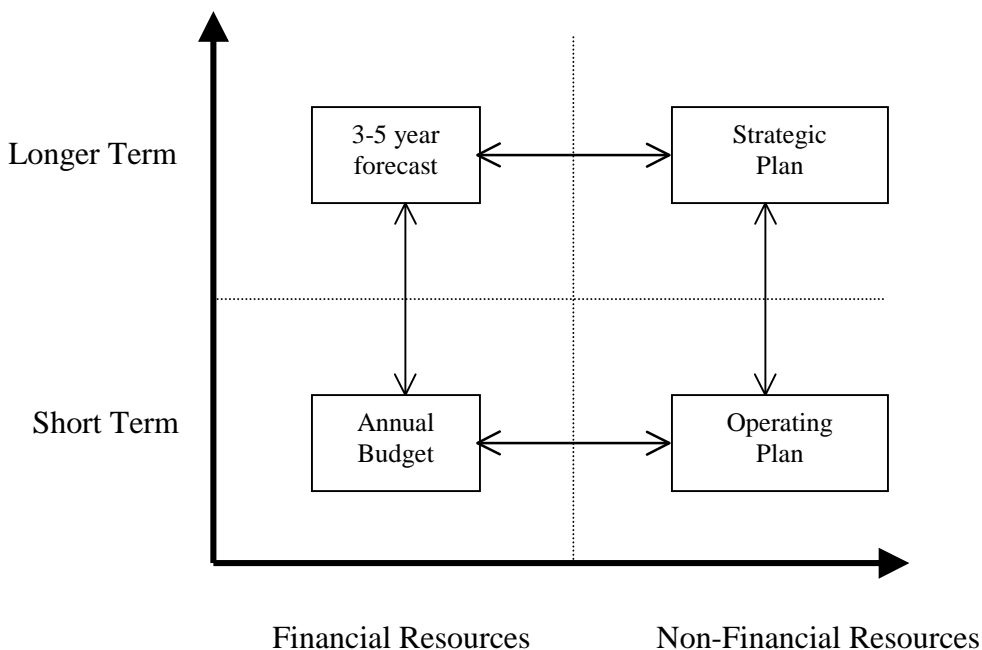 Longer Term
3-5 year
forecast
Strategic
Plan
Short Term
Annual
Budget
Operating
Plan
Financial Resources
Non-Financial Resources